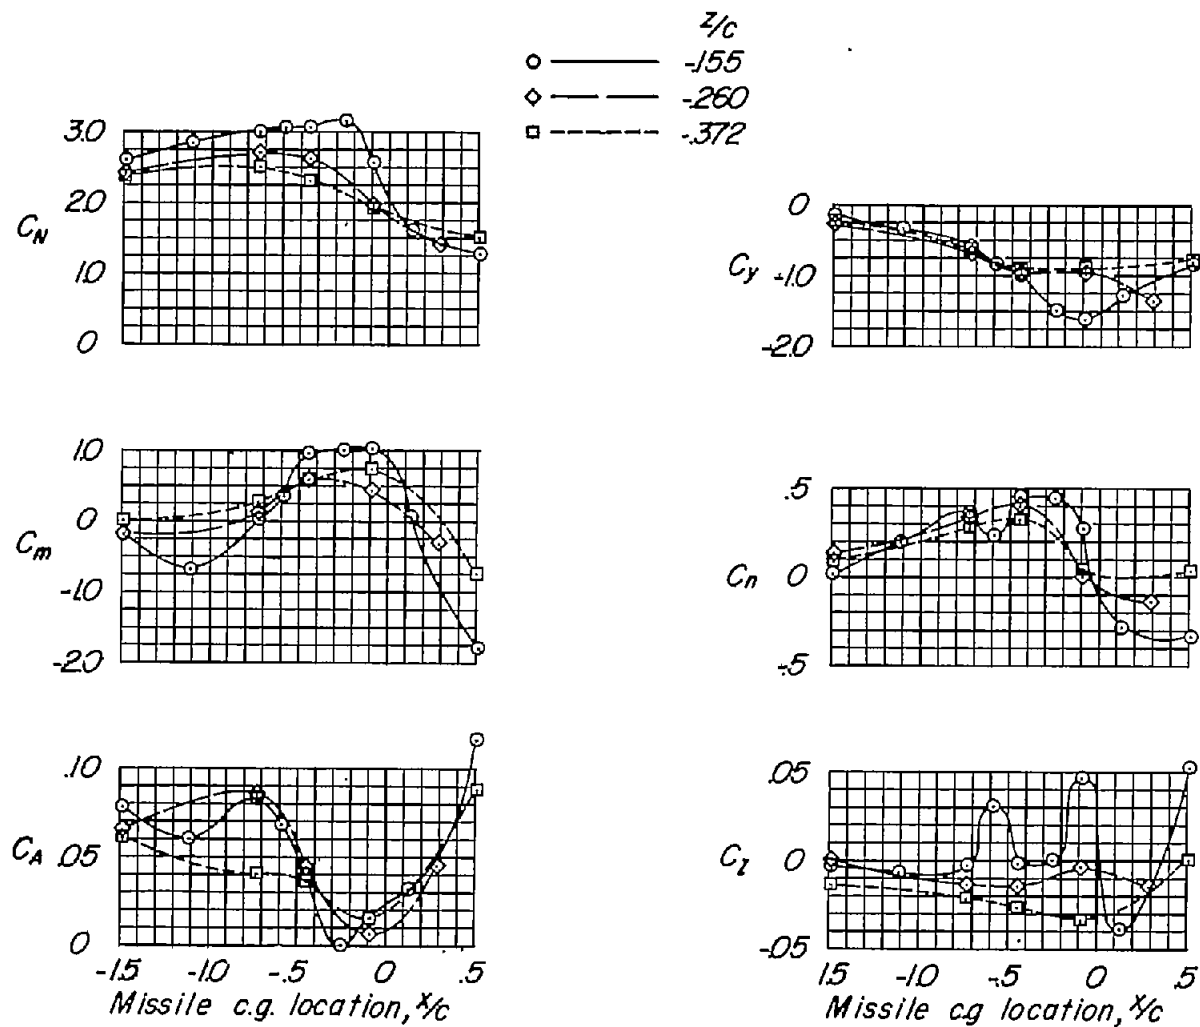 z/c
-.155
-.260
-.372
3.0
2.0
1.0
0
C_N
0
-1.0
-2.0
C_y
1.0
0
-1.0
-2.0
C_m
.5
0
-.5
C_n
.10
.05
0
C_A
-1.5 -1.0 -.5 0 .5
Missile c.g. location, x/c
.05
0
-.05
C_l
1.5 -1.0 -.5 0 .5
Missile c.g location, x/c